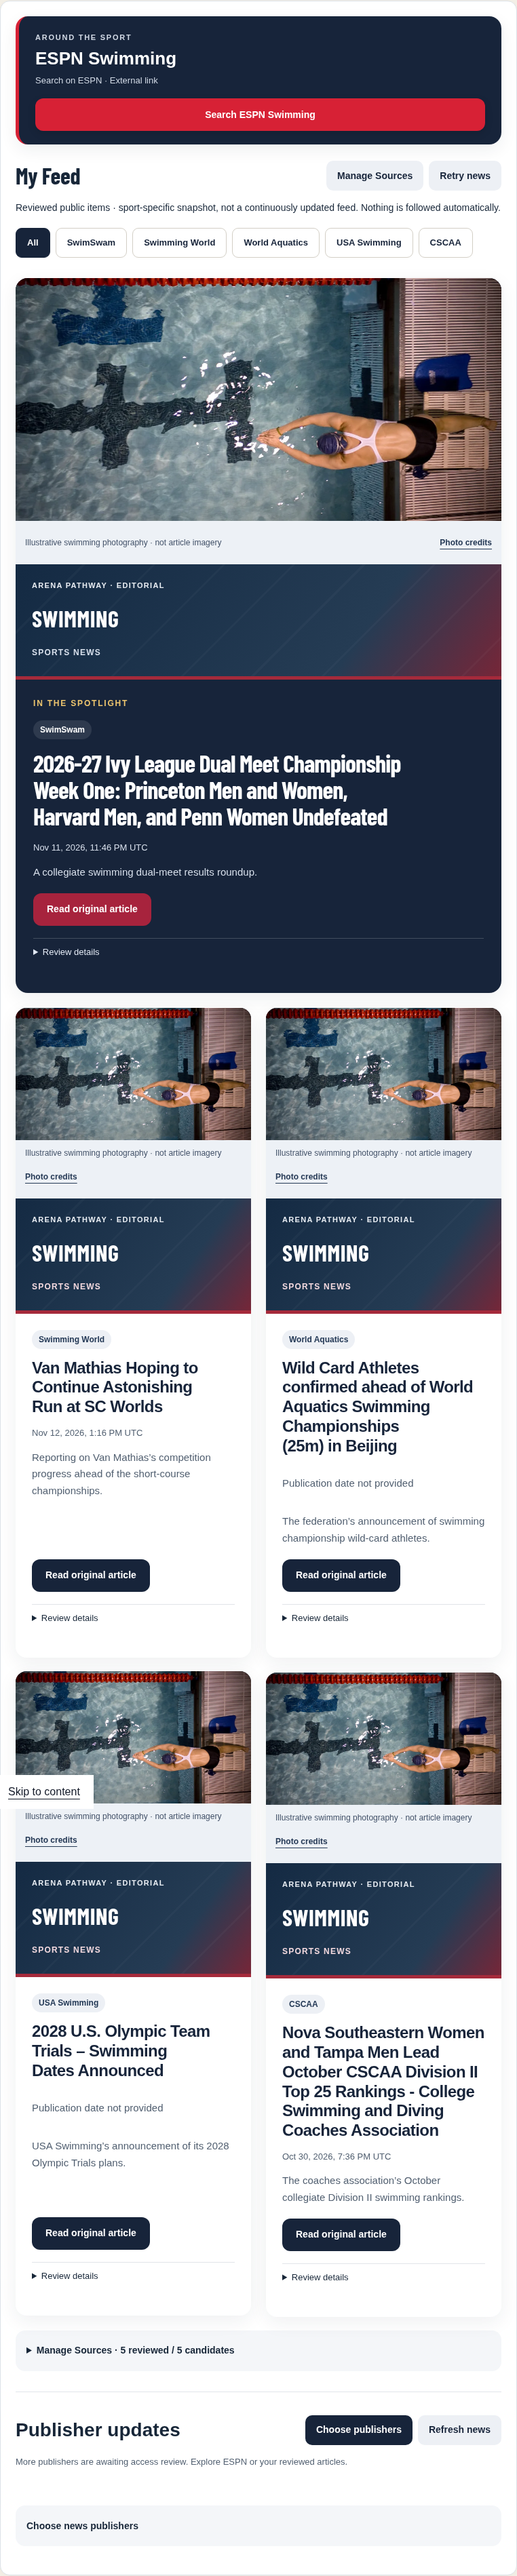 AROUND THE SPORT
ESPN Swimming
Search on ESPN · External link
Search ESPN Swimming
My Feed
Manage Sources
Retry news
Reviewed public items · sport-specific snapshot, not a continuously updated feed. Nothing is followed automatically.
All
SwimSwam
Swimming World
World Aquatics
USA Swimming
CSCAA
Illustrative swimming photography · not article imagery
Photo credits
ARENA PATHWAY · EDITORIAL
SWIMMING
SPORTS NEWS
IN THE SPOTLIGHT
SwimSwam
2026-27 Ivy League Dual Meet Championship
Week One: Princeton Men and Women,
Harvard Men, and Penn Women Undefeated
Nov 11, 2026, 11:46 PM UTC
A collegiate swimming dual-meet results roundup.
Read original article
▶ Review details
Illustrative swimming photography · not article imagery
Photo credits
ARENA PATHWAY · EDITORIAL
SWIMMING
SPORTS NEWS
Swimming World
Van Mathias Hoping to
Continue Astonishing
Run at SC Worlds
Nov 12, 2026, 1:16 PM UTC
Reporting on Van Mathias's competition
progress ahead of the short-course
championships.
Read original article
▶ Review details
Illustrative swimming photography · not article imagery
Photo credits
ARENA PATHWAY · EDITORIAL
SWIMMING
SPORTS NEWS
World Aquatics
Wild Card Athletes
confirmed ahead of World
Aquatics Swimming
Championships
(25m) in Beijing
Publication date not provided
The federation's announcement of swimming
championship wild-card athletes.
Read original article
▶ Review details
Skip to content
Illustrative swimming photography · not article imagery
Photo credits
ARENA PATHWAY · EDITORIAL
SWIMMING
SPORTS NEWS
USA Swimming
2028 U.S. Olympic Team
Trials – Swimming
Dates Announced
Publication date not provided
USA Swimming's announcement of its 2028
Olympic Trials plans.
Read original article
▶ Review details
Illustrative swimming photography · not article imagery
Photo credits
ARENA PATHWAY · EDITORIAL
SWIMMING
SPORTS NEWS
CSCAA
Nova Southeastern Women
and Tampa Men Lead
October CSCAA Division II
Top 25 Rankings - College
Swimming and Diving
Coaches Association
Oct 30, 2026, 7:36 PM UTC
The coaches association's October
collegiate Division II swimming rankings.
Read original article
▶ Review details
▶ Manage Sources · 5 reviewed / 5 candidates
Publisher updates
Choose publishers
Refresh news
More publishers are awaiting access review. Explore ESPN or your reviewed articles.
Choose news publishers